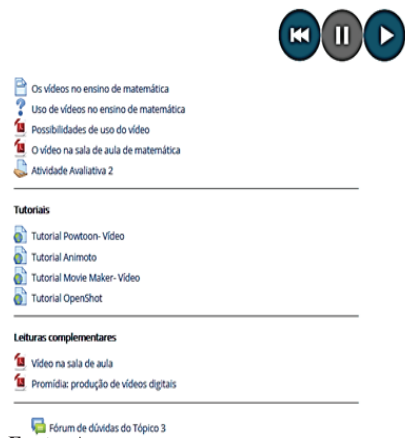 Os vídeos no ensino de matemática
Uso de vídeos no ensino de matemática
Possibilidades de uso do vídeo
O vídeo na sala de aula de matemática
Atividade Avaliativa 2
Tutoriais
Tutorial Powtoon- Vídeo
Tutorial Animoto
Tutorial Movie Maker- Vídeo
Tutorial OpenShot
Leituras complementares
Vídeo na sala de aula
Promídia: produção de vídeos digitais
Fórum de dúvidas do Tópico 3